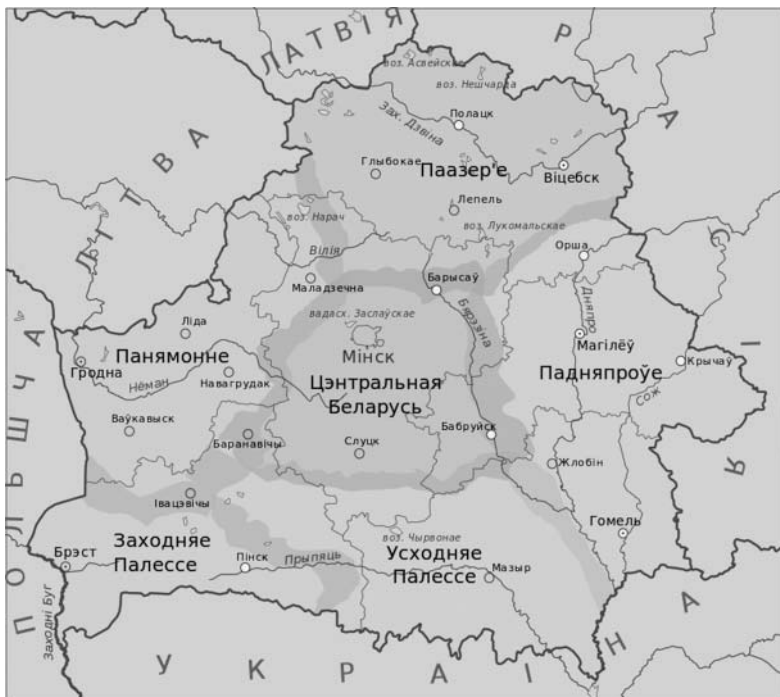 ЛАТВІЯ
воз. Асвейскае
воз. Нешчарда
Полацк
Зах. Дзвіна
Глыбокае
Паазер'е
Віцебск
Лепель
ЛІТВА
воз. Нарач
воз. Лукомальскае
Вілія
Орша
Маладзечна
Барысаў
вадасх. Заслаўскае
Бярэзіна
Дняпро
Ліда
Мінск
Магілёў
Панямонне
Гродна
Нёман
Навагрудак
Цэнтральная
Беларусь
Падняпроўе
Крычаў
Сож
Ваўкавыск
Баранавічы
Слуцк
Бабруйск
Жлобін
Івацэвічы
ПОЛЬШЧА
Гомель
воз. Чырвонае
Заходняе
Палессе
Усходняе
Палессе
Брэст
Пінск
Прыпяць
Мазыр
Заходні Буг
УКРАІНА
РАСІЯ